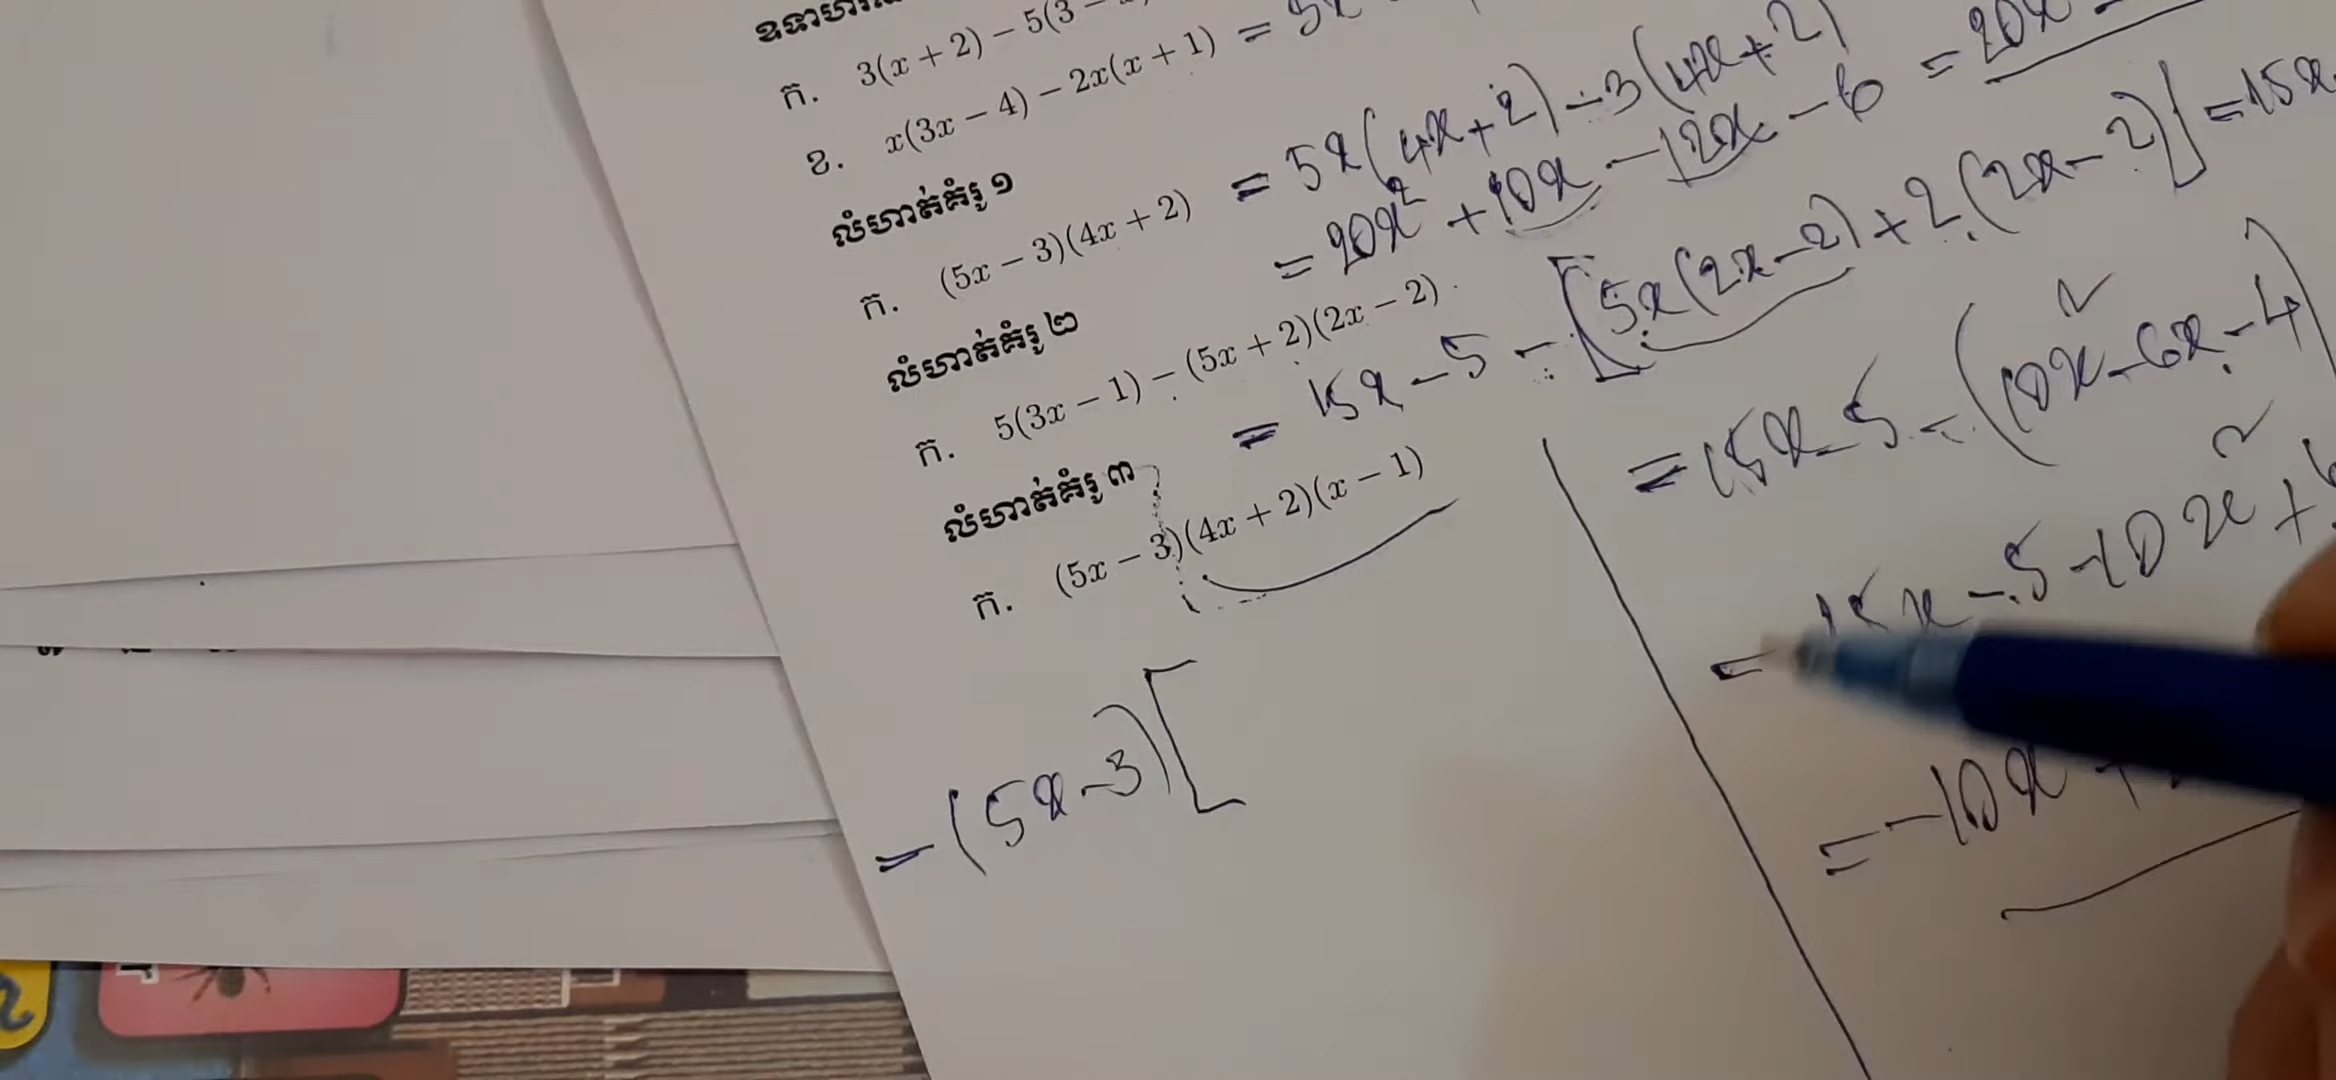 ក. 3(x + 2) − 5(3 −
ខ. x(3x − 4) − 2x(x + 1) = 
លំហាត់គំរូ ១
ក. (5x − 3)(4x + 2) = 5x(4x+2)−3(4x+2)
= 20x² + 10x − 12x − 6 = 20x
លំហាត់គំរូ ២
ក. 5(3x − 1) − (5x + 2)(2x − 2)
= 15x − 5 − [5x(2x−2)+2(2x−2)] = 15x
= 15x − 5 − (10x² − 6x − 4)
= 15x − 5 − 10x² +
= −10x² +
លំហាត់គំរូ ៣
ក. (5x − 3)(4x + 2)(x − 1)
= (5x−3)[